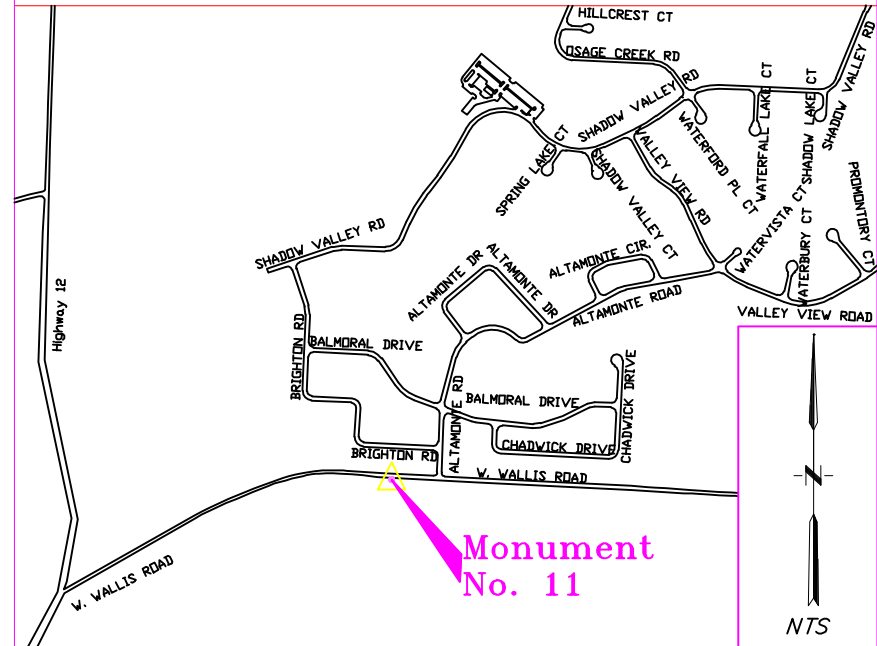 HILLCREST CT
OSAGE CREEK RD
SHADOW VALLEY RD
SHADOW VALLEY RD
WATERFALL LAKE CT
SHADOW LAKE CT
WATERFORD PL CT
SPRING LAKE CT
SHADOW VALLEY CT
VALLEY VIEW RD
WATERVISTA CT
WATERBURY CT
PROMONTORY CT
SHADOW VALLEY RD
ALTAMONTE DR
ALTAMONTE DR
ALTAMONTE CIR.
ALTAMONTE ROAD
VALLEY VIEW ROAD
Highway 12
BRIGHTON RD
BALMORAL DRIVE
BALMORAL DRIVE
ALTAMONTE RD
CHADWICK DRIVE
CHADWICK DRIVE
BRIGHTON RD
W. WALLIS ROAD
Monument
No. 11
W. WALLIS ROAD
N
NTS